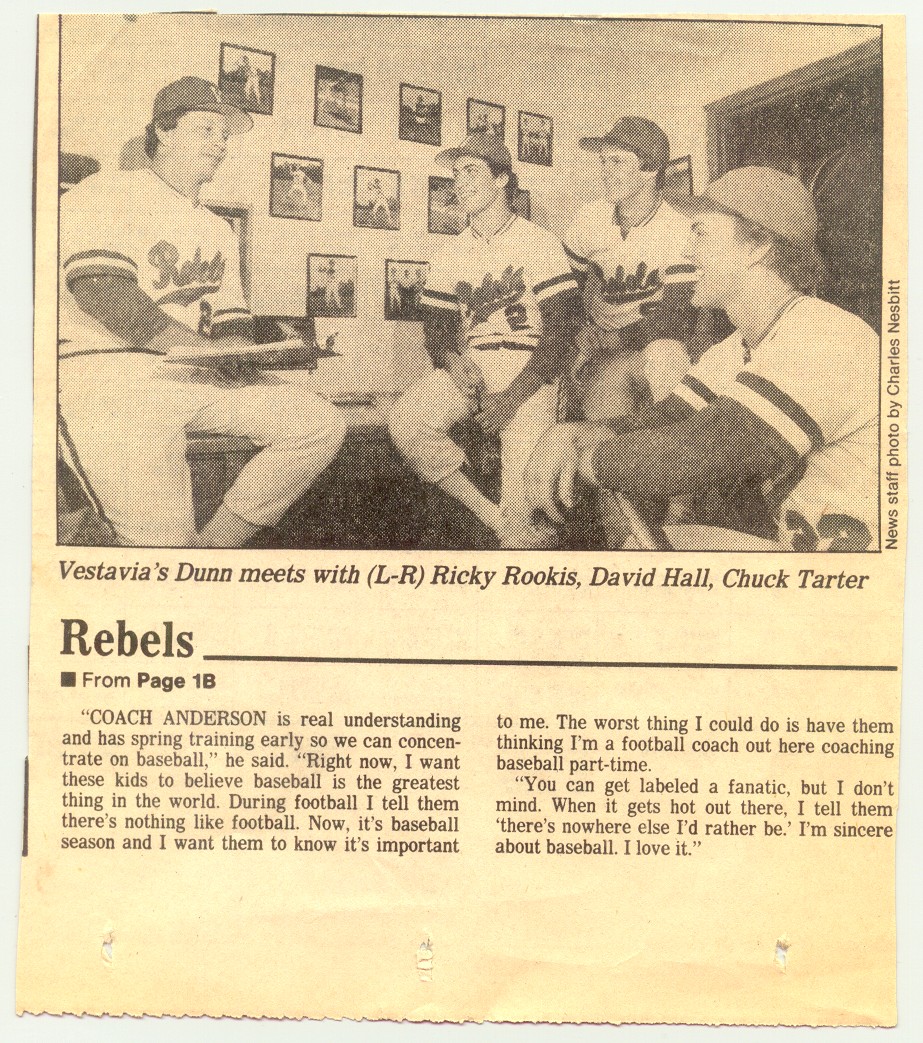 Rebels
Rebels
Rebels
2
News staff photo by Charles Nesbitt
Vestavia's Dunn meets with (L-R) Ricky Rookis, David Hall, Chuck Tarter
Rebels
■ From Page 1B
“COACH ANDERSON is real understanding
and has spring training early so we can concen-
trate on baseball,” he said. “Right now, I want
these kids to believe baseball is the greatest
thing in the world. During football I tell them
there's nothing like football. Now, it's baseball
season and I want them to know it's important
to me. The worst thing I could do is have them
thinking I'm a football coach out here coaching
baseball part-time.
“You can get labeled a fanatic, but I don't
mind. When it gets hot out there, I tell them
‘there's nowhere else I'd rather be.’ I'm sincere
about baseball. I love it.”